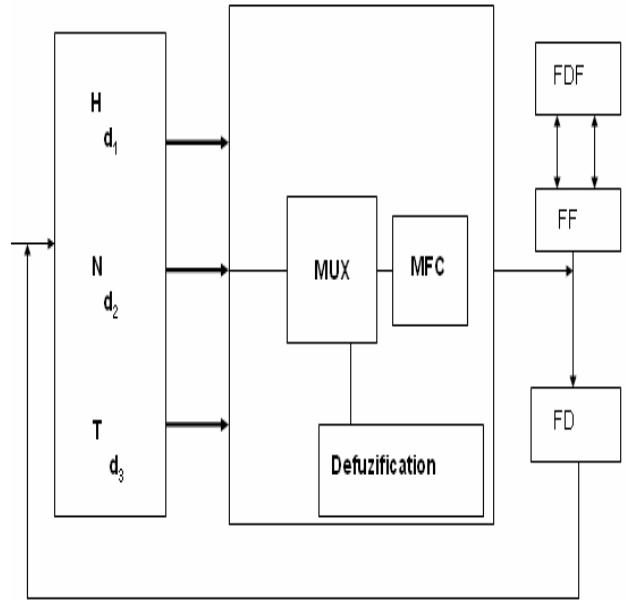 H
d1
N
d2
T
d3
MUX
MFC
Defuzification
FDF
FF
FD